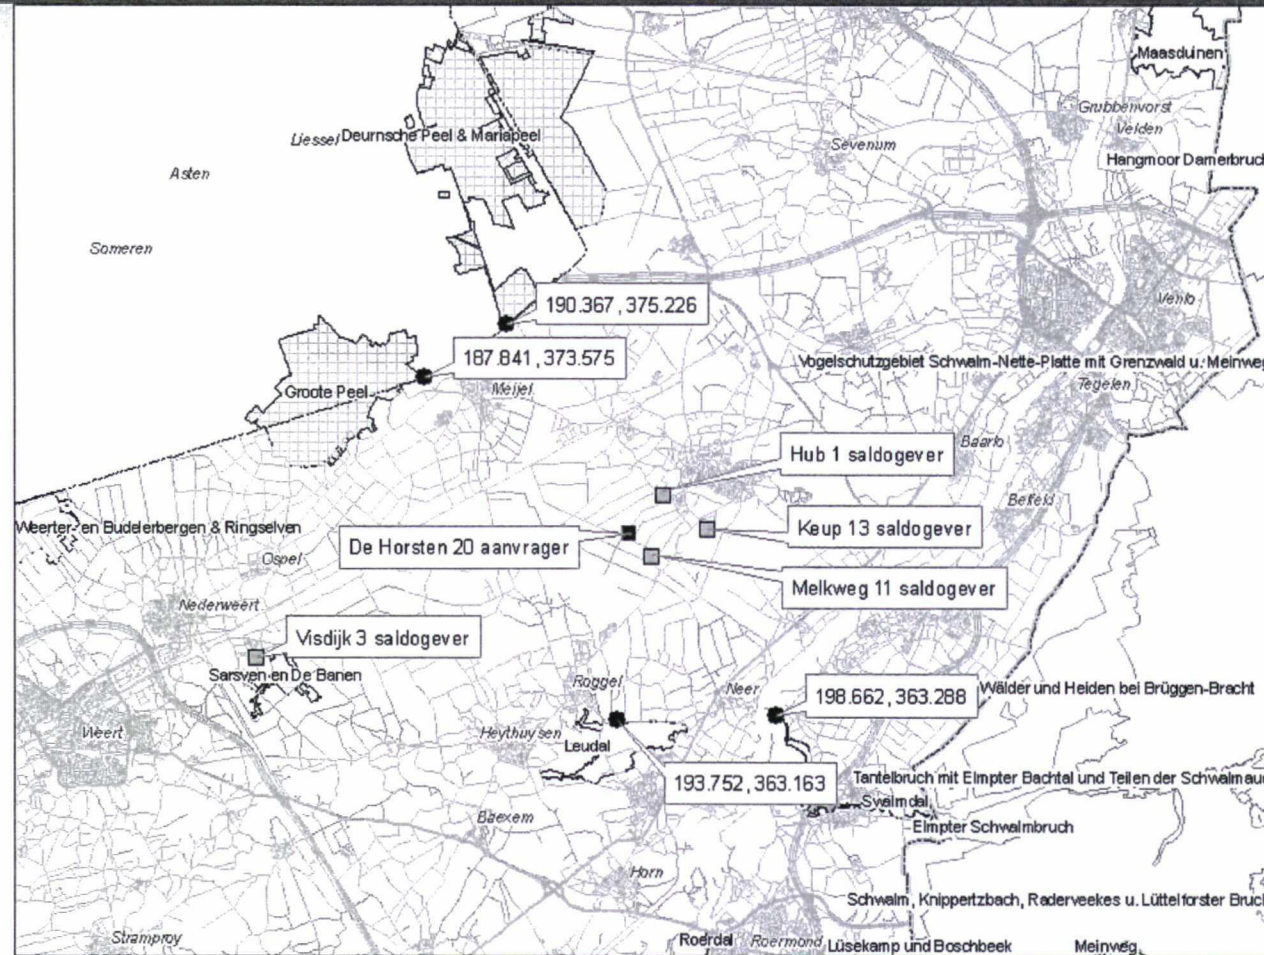 Maasduinen
Grubbenvorst
Velden
Liessel
Deurnsche Peel & Mariapeel
Sevenum
Hangmoor Damerbruch
Asten
Someren
190.367, 375.226
Venlo
187.841, 373.575
Vogelschutzgebiet Schwalm-Nette-Platte mit Grenzwald u. Meinweg
Groote Peel
Meijel
Tegelen
Baarlo
Hub 1 saldogever
Belfeld
Weerter- en Budelerbergen & Ringselven
Keup 13 saldogever
De Horsten 20 aanvrager
Ospel
Melkweg 11 saldogever
Nederweert
Visdijk 3 saldogever
Sarsven en De Banen
Roggel
Neer
198.662, 363.288
Wälder und Heiden bei Brüggen-Bracht
Weert
Heythuysen
Leudal
193.752, 363.163
Tantelbruch mit Elmpter Bachtal und Teilen der Schwalmaue
Swalmdal
Baexem
Elmpter Schwalmbruch
Horn
Schwalm, Knippertzbach, Raderveekes u. Lüttelforster Bruch
Stramproy
Roerdal
Roermond
Lüsekamp und Boschbeek
Meinweg